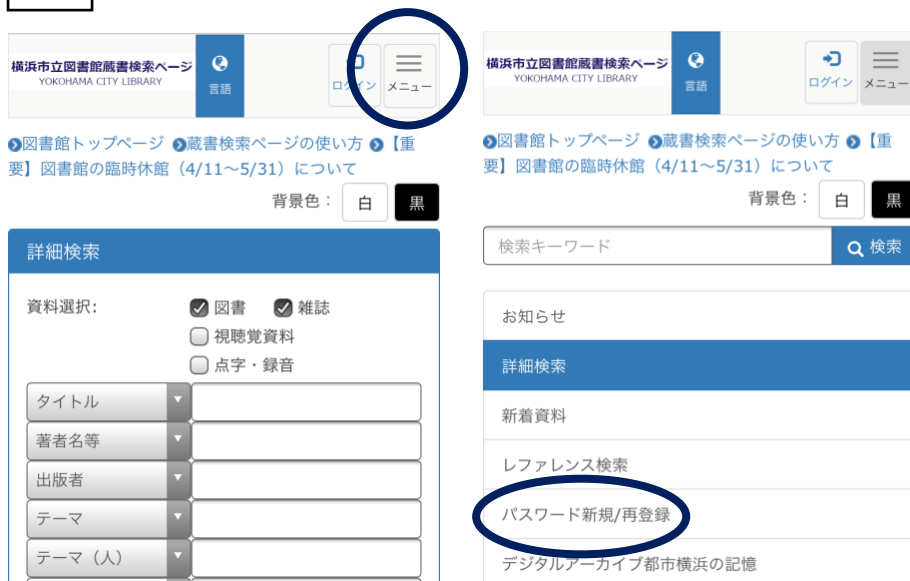 横浜市立図書館蔵書検索ページ
YOKOHAMA CITY LIBRARY
言語
ログイン
メニュー
図書館トップページ 蔵書検索ページの使い方 【重
要】図書館の臨時休館（4/11～5/31）について
背景色： 白 黒
詳細検索
資料選択: 図書 雑誌
視聴覚資料
点字・録音
タイトル
著者名等
出版者
テーマ
テーマ（人）
横浜市立図書館蔵書検索ページ
YOKOHAMA CITY LIBRARY
言語
ログイン
メニュー
図書館トップページ 蔵書検索ページの使い方 【重
要】図書館の臨時休館（4/11～5/31）について
背景色： 白 黒
検索キーワード 検索
お知らせ
詳細検索
新着資料
レファレンス検索
パスワード新規/再登録
デジタルアーカイブ都市横浜の記憶